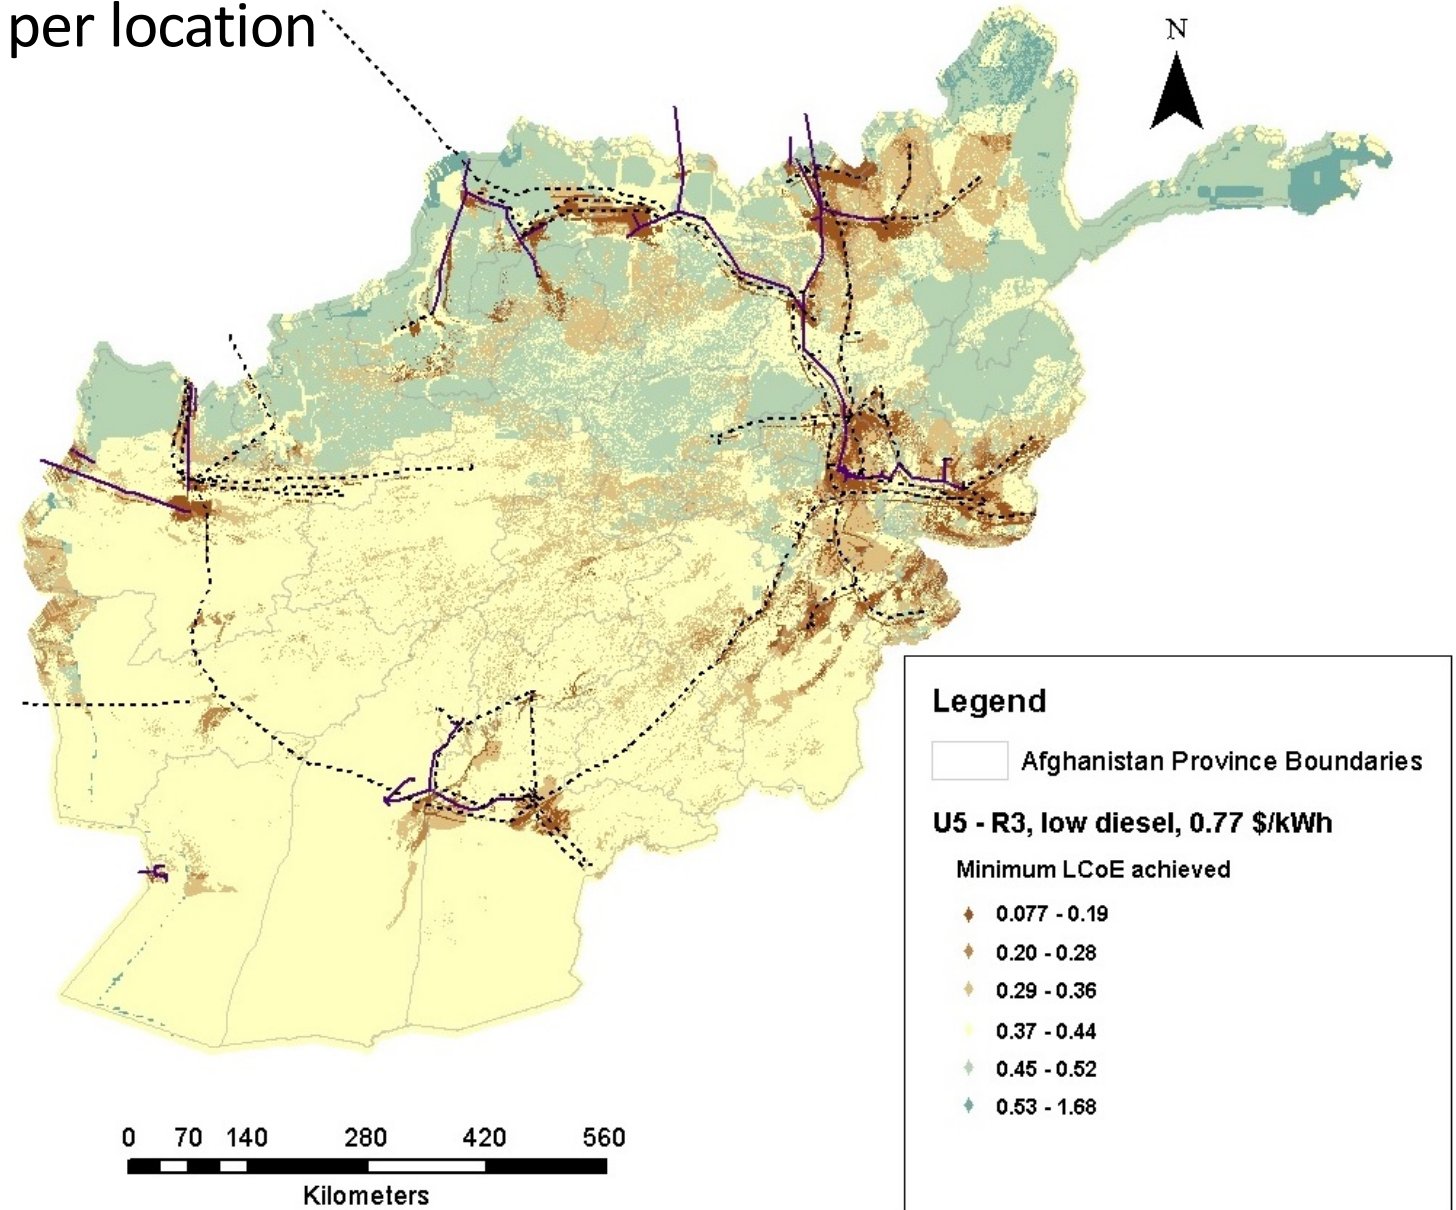 per location
N
Legend
Afghanistan Province Boundaries
U5 - R3, low diesel, 0.77 $/kWh
Minimum LCoE achieved
0.077 - 0.19
0.20 - 0.28
0.29 - 0.36
0.37 - 0.44
0.45 - 0.52
0.53 - 1.68
0 70 140 280 420 560
Kilometers